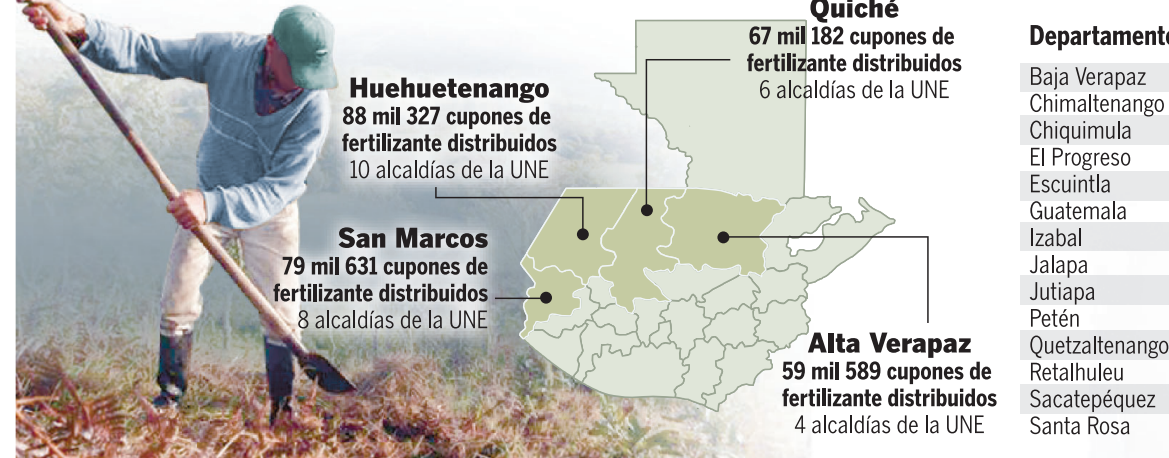 Quiché
67 mil 182 cupones de
fertilizante distribuidos
6 alcaldías de la UNE
Huehuetenango
88 mil 327 cupones de
fertilizante distribuidos
10 alcaldías de la UNE
San Marcos
79 mil 631 cupones de
fertilizante distribuidos
8 alcaldías de la UNE
Alta Verapaz
59 mil 589 cupones de
fertilizante distribuidos
4 alcaldías de la UNE
Departamento
Baja Verapaz
Chimaltenango
Chiquimula
El Progreso
Escuintla
Guatemala
Izabal
Jalapa
Jutiapa
Petén
Quetzaltenango
Retalhuleu
Sacatepéquez
Santa Rosa